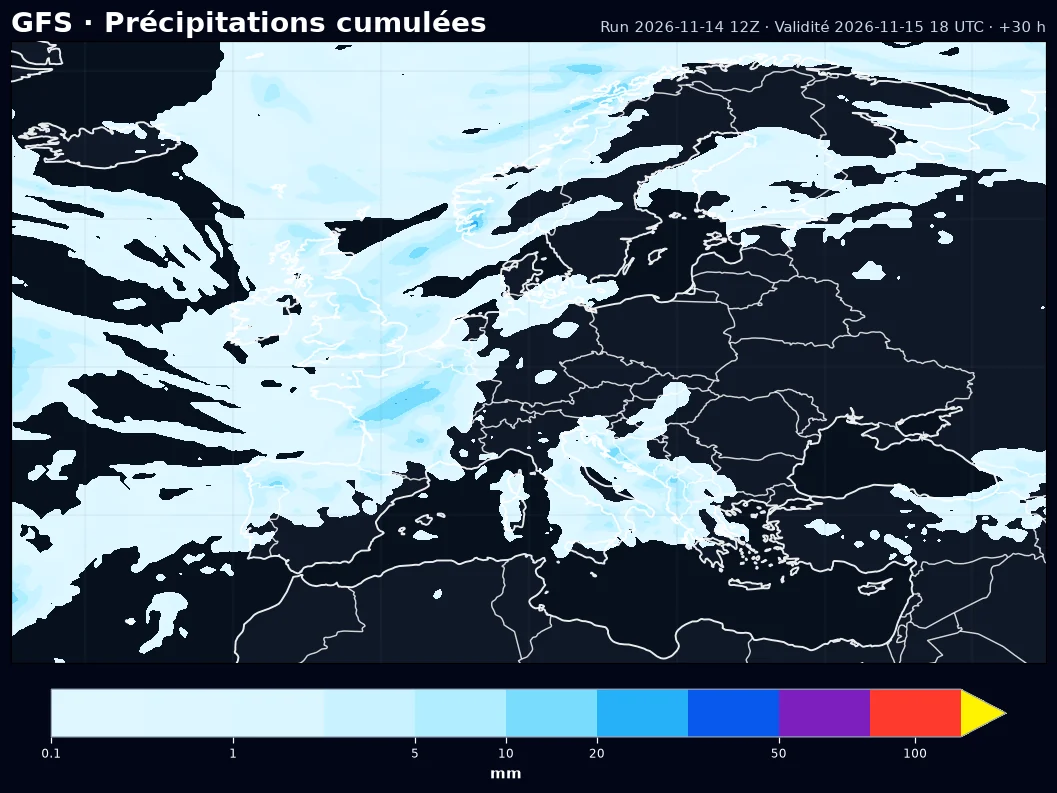 GFS · Précipitations cumulées
Run 2026-11-14 12Z · Validité 2026-11-15 18 UTC · +30 h
0.1 1 5 10 20 50 100
mm